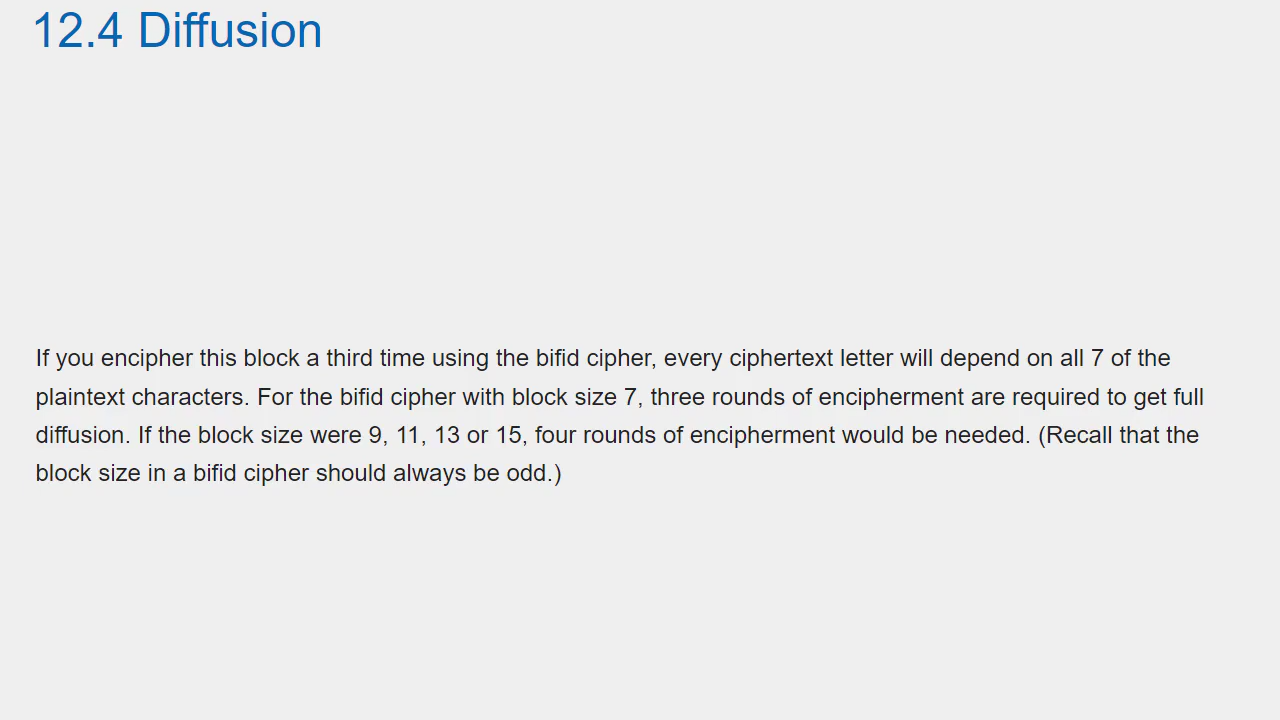 12.4 Diffusion
If you encipher this block a third time using the bifid cipher, every ciphertext letter will depend on all 7 of the
plaintext characters. For the bifid cipher with block size 7, three rounds of encipherment are required to get full
diffusion. If the block size were 9, 11, 13 or 15, four rounds of encipherment would be needed. (Recall that the
block size in a bifid cipher should always be odd.)